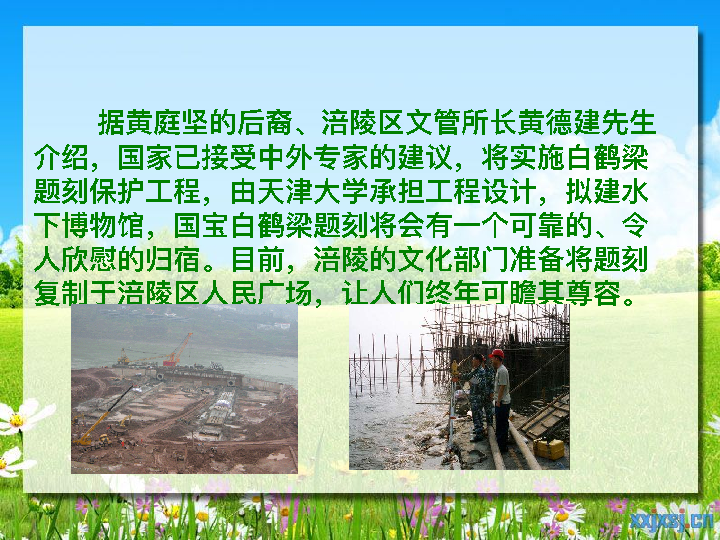 据黄庭坚的后裔、涪陵区文管所长黄德建先生
介绍，国家已接受中外专家的建议，将实施白鹤梁
题刻保护工程，由天津大学承担工程设计，拟建水
下博物馆，国宝白鹤梁题刻将会有一个可靠的、令
人欣慰的归宿。目前，涪陵的文化部门准备将题刻
复制于涪陵区人民广场，让人们终年可瞻其尊容。
xxjxsj.cn